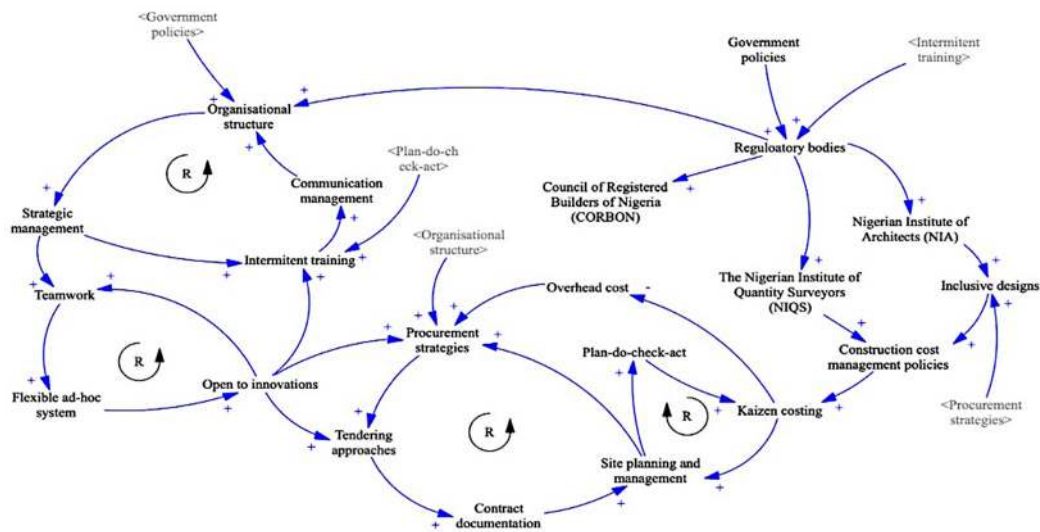 <Government
policies>
Government
policies
<Intermitent
training>
Organisational
structure
Reguloatory bodies
<Plan-do-ch
eck-act>
R
Communication
management
Council of Registered
Builders of Nigeria
(CORBON)
Strategic
management
Nigerian Institute of
Architects (NIA)
<Organisational
structure>
Intermitent training
The Nigerian Institute of
Quantity Surveyors
(NIQS)
Inclusive designs
Teamwork
Overhead cost
Procurement
strategies
Plan-do-check-act
Construction cost
management policies
R
Flexible ad-hoc
system
Open to innovations
Kaizen costing
<Procurement
strategies>
R
R
Tendering
approaches
Site planning and
management
Contract
documentation